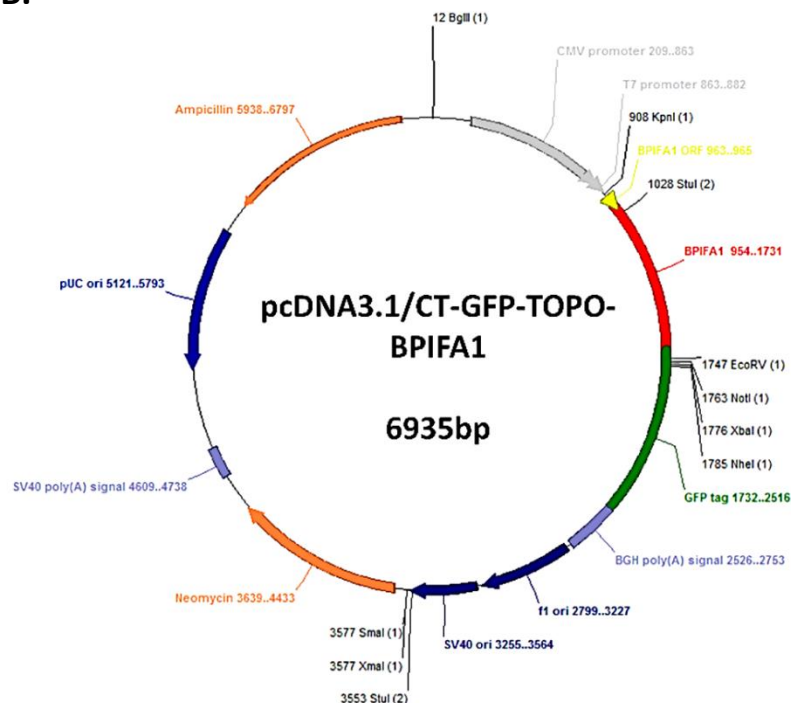 12 BglII (1)
CMV promoter 209..863
T7 promoter 863..882
908 KpnI (1)
BPIFA1 ORF 963..965
1028 StuI (2)
BPIFA1 954..1731
1747 EcoRV (1)
1763 NotI (1)
1776 XbaI (1)
1785 NheI (1)
GFP tag 1732..2516
BGH poly(A) signal 2526..2753
f1 ori 2799..3227
SV40 ori 3255..3564
3577 SmaI (1)
3577 XmaI (1)
3553 StuI (2)
Neomycin 3639..4433
SV40 poly(A) signal 4609..4738
pUC ori 5121..5793
Ampicillin 5938..6797
pcDNA3.1/CT-GFP-TOPO-
BPIFA1
6935bp